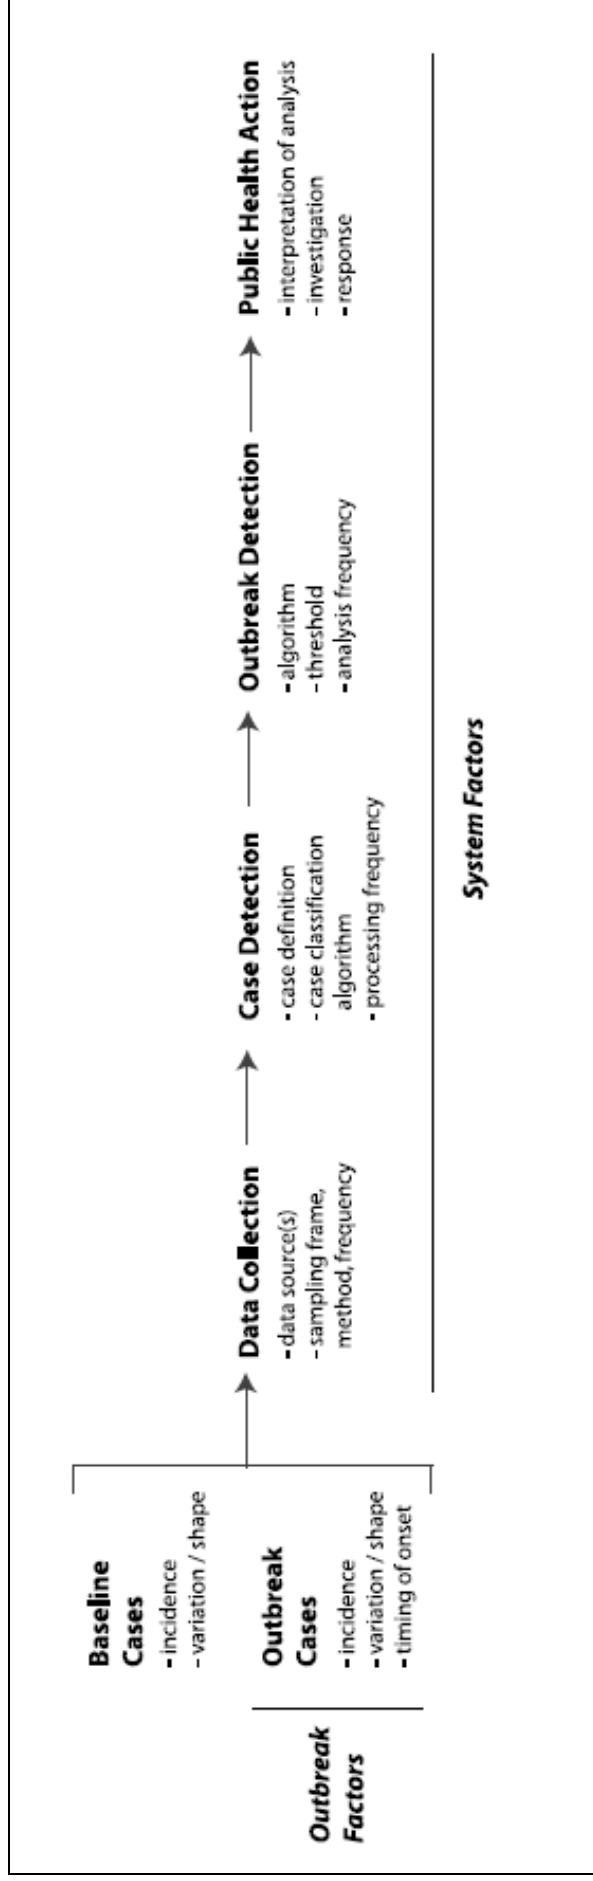 Baseline
Cases
- incidence
- variation / shape
Outbreak
Cases
- incidence
- variation / shape
- timing of onset
Outbreak
Factors
Data Collection
- data source(s)
- sampling frame,
method, frequency
Case Detection
- case definition
- case classification
algorithm
- processing frequency
Outbreak Detection
- algorithm
- threshold
- analysis frequency
Public Health Action
- interpretation of analysis
- investigation
- response
System Factors